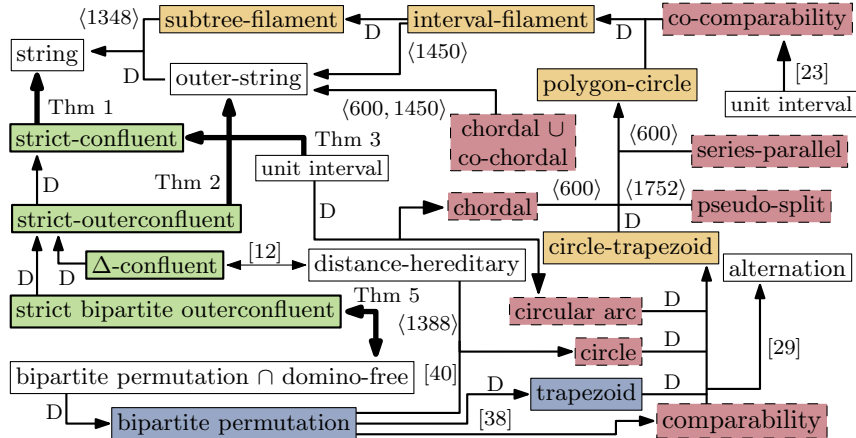 ⟨1348⟩
subtree-filament
interval-filament
co-comparability
D
D
string
D
⟨1450⟩
outer-string
[23]
polygon-circle
unit interval
Thm 1
⟨600, 1450⟩
strict-confluent
Thm 3
chordal ∪
co-chordal
⟨600⟩
series-parallel
unit interval
D
Thm 2
D
chordal
⟨600⟩
⟨1752⟩
pseudo-split
strict-outerconfluent
D
circle-trapezoid
D
D
Δ-confluent
[12]
distance-hereditary
alternation
strict bipartite outerconfluent
Thm 5
circular arc
D
⟨1388⟩
circle
D
[29]
bipartite permutation ∩ domino-free
[40]
D
trapezoid
D
D
bipartite permutation
[38]
comparability